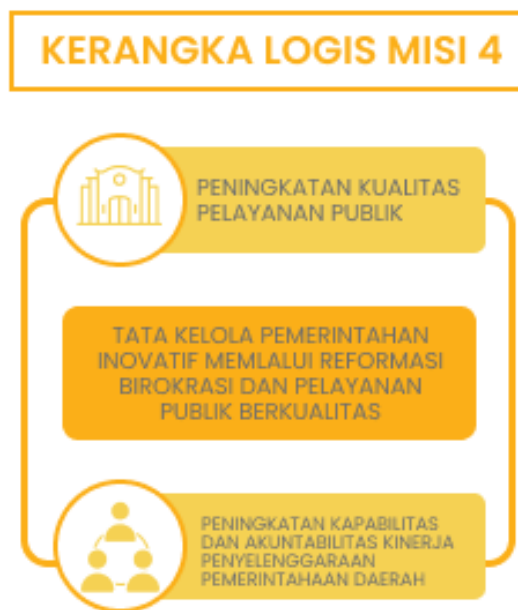 KERANGKA LOGIS MISI 4
PENINGKATAN KUALITAS
PELAYANAN PUBLIK
TATA KELOLA PEMERINTAHAN
INOVATIF MEMLALUI REFORMASI
BIROKRASI DAN PELAYANAN
PUBLIK BERKUALITAS
PENINGKATAN KAPABILITAS
DAN AKUNTABILITAS KINERJA
PENYELENGGARAAN
PEMERINTAHAAN DAERAH